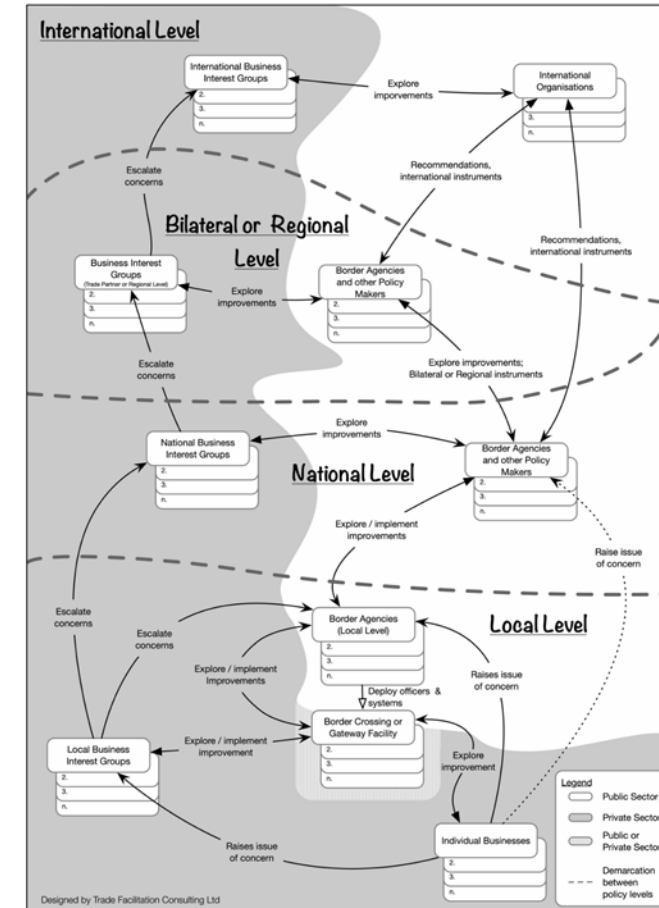 International Level
International Business
Interest Groups
2.
3.
n.
Explore
imporvements
International
Organisations
3.
n.
Escalate
concerns
Recommendations,
international instruments
Recommendations,
international instruments
Bilateral or Regional
Level
Business Interest
Groups
(Trade Partner or Regional Level)
2.
3.
n.
Explore
improvements
Border Agencies
and other Policy
Makers
2.
3.
n.
Escalate
concerns
Explore improvements;
Bilateral or Regional instruments
National Business
Interest Groups
2.
3.
n.
Explore
improvements
National Level
Border Agencies
and other Policy
Makers
2.
3.
n.
Explore / implement
improvements
Raise issue
of concern
Escalate
concerns
Escalate
concerns
Border Agencies
(Local Level)
2.
3.
n.
Local Level
Explore / implement
Improvements
Raises issue
of concern
Deploy officers &
systems
Border Crossing or
Gateway Facility
2.
3.
n.
Local Business
Interest Groups
2.
3.
n.
Explore / implement
improvement
Explore
improvement
Raises issue
of concern
Individual Businesses
2.
3.
n.
Legend
Public Sector
Private Sector
Public or
Private Sector
Demarcation
between
policy levels
Designed by Trade Facilitation Consulting Ltd